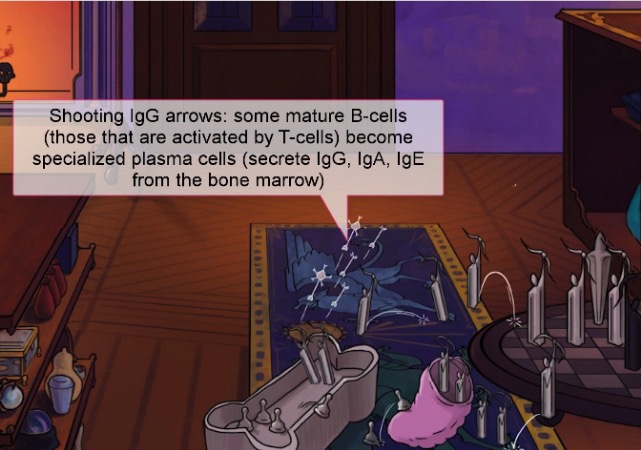 Shooting IgG arrows: some mature B-cells
(those that are activated by T-cells) become
specialized plasma cells (secrete IgG, IgA, IgE
from the bone marrow)